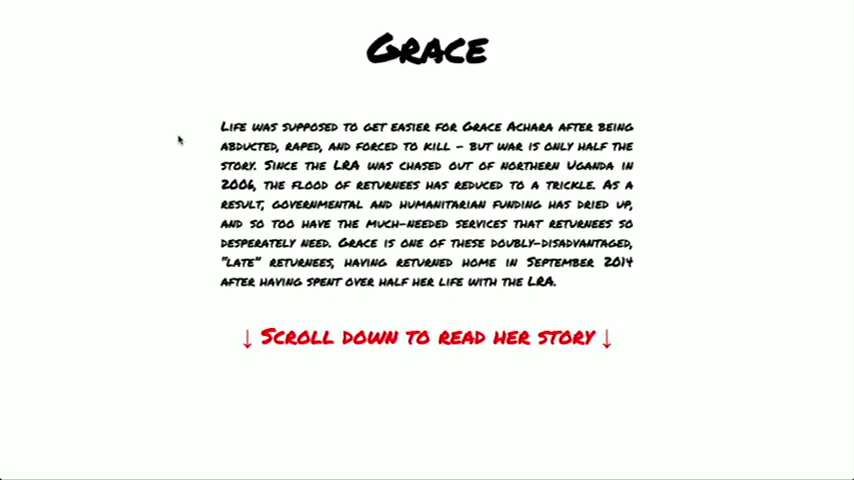 Grace
Life was supposed to get easier for Grace Achara after being
abducted, raped, and forced to kill – but war is only half the
story. Since the LRA was chased out of northern Uganda in
2006, the flood of returnees has reduced to a trickle. As a
result, governmental and humanitarian funding has dried up,
and so too have the much-needed services that returnees so
desperately need. Grace is one of these doubly-disadvantaged,
"late" returnees, having returned home in September 2014
after having spent over half her life with the LRA.
↓ Scroll down to read her story ↓